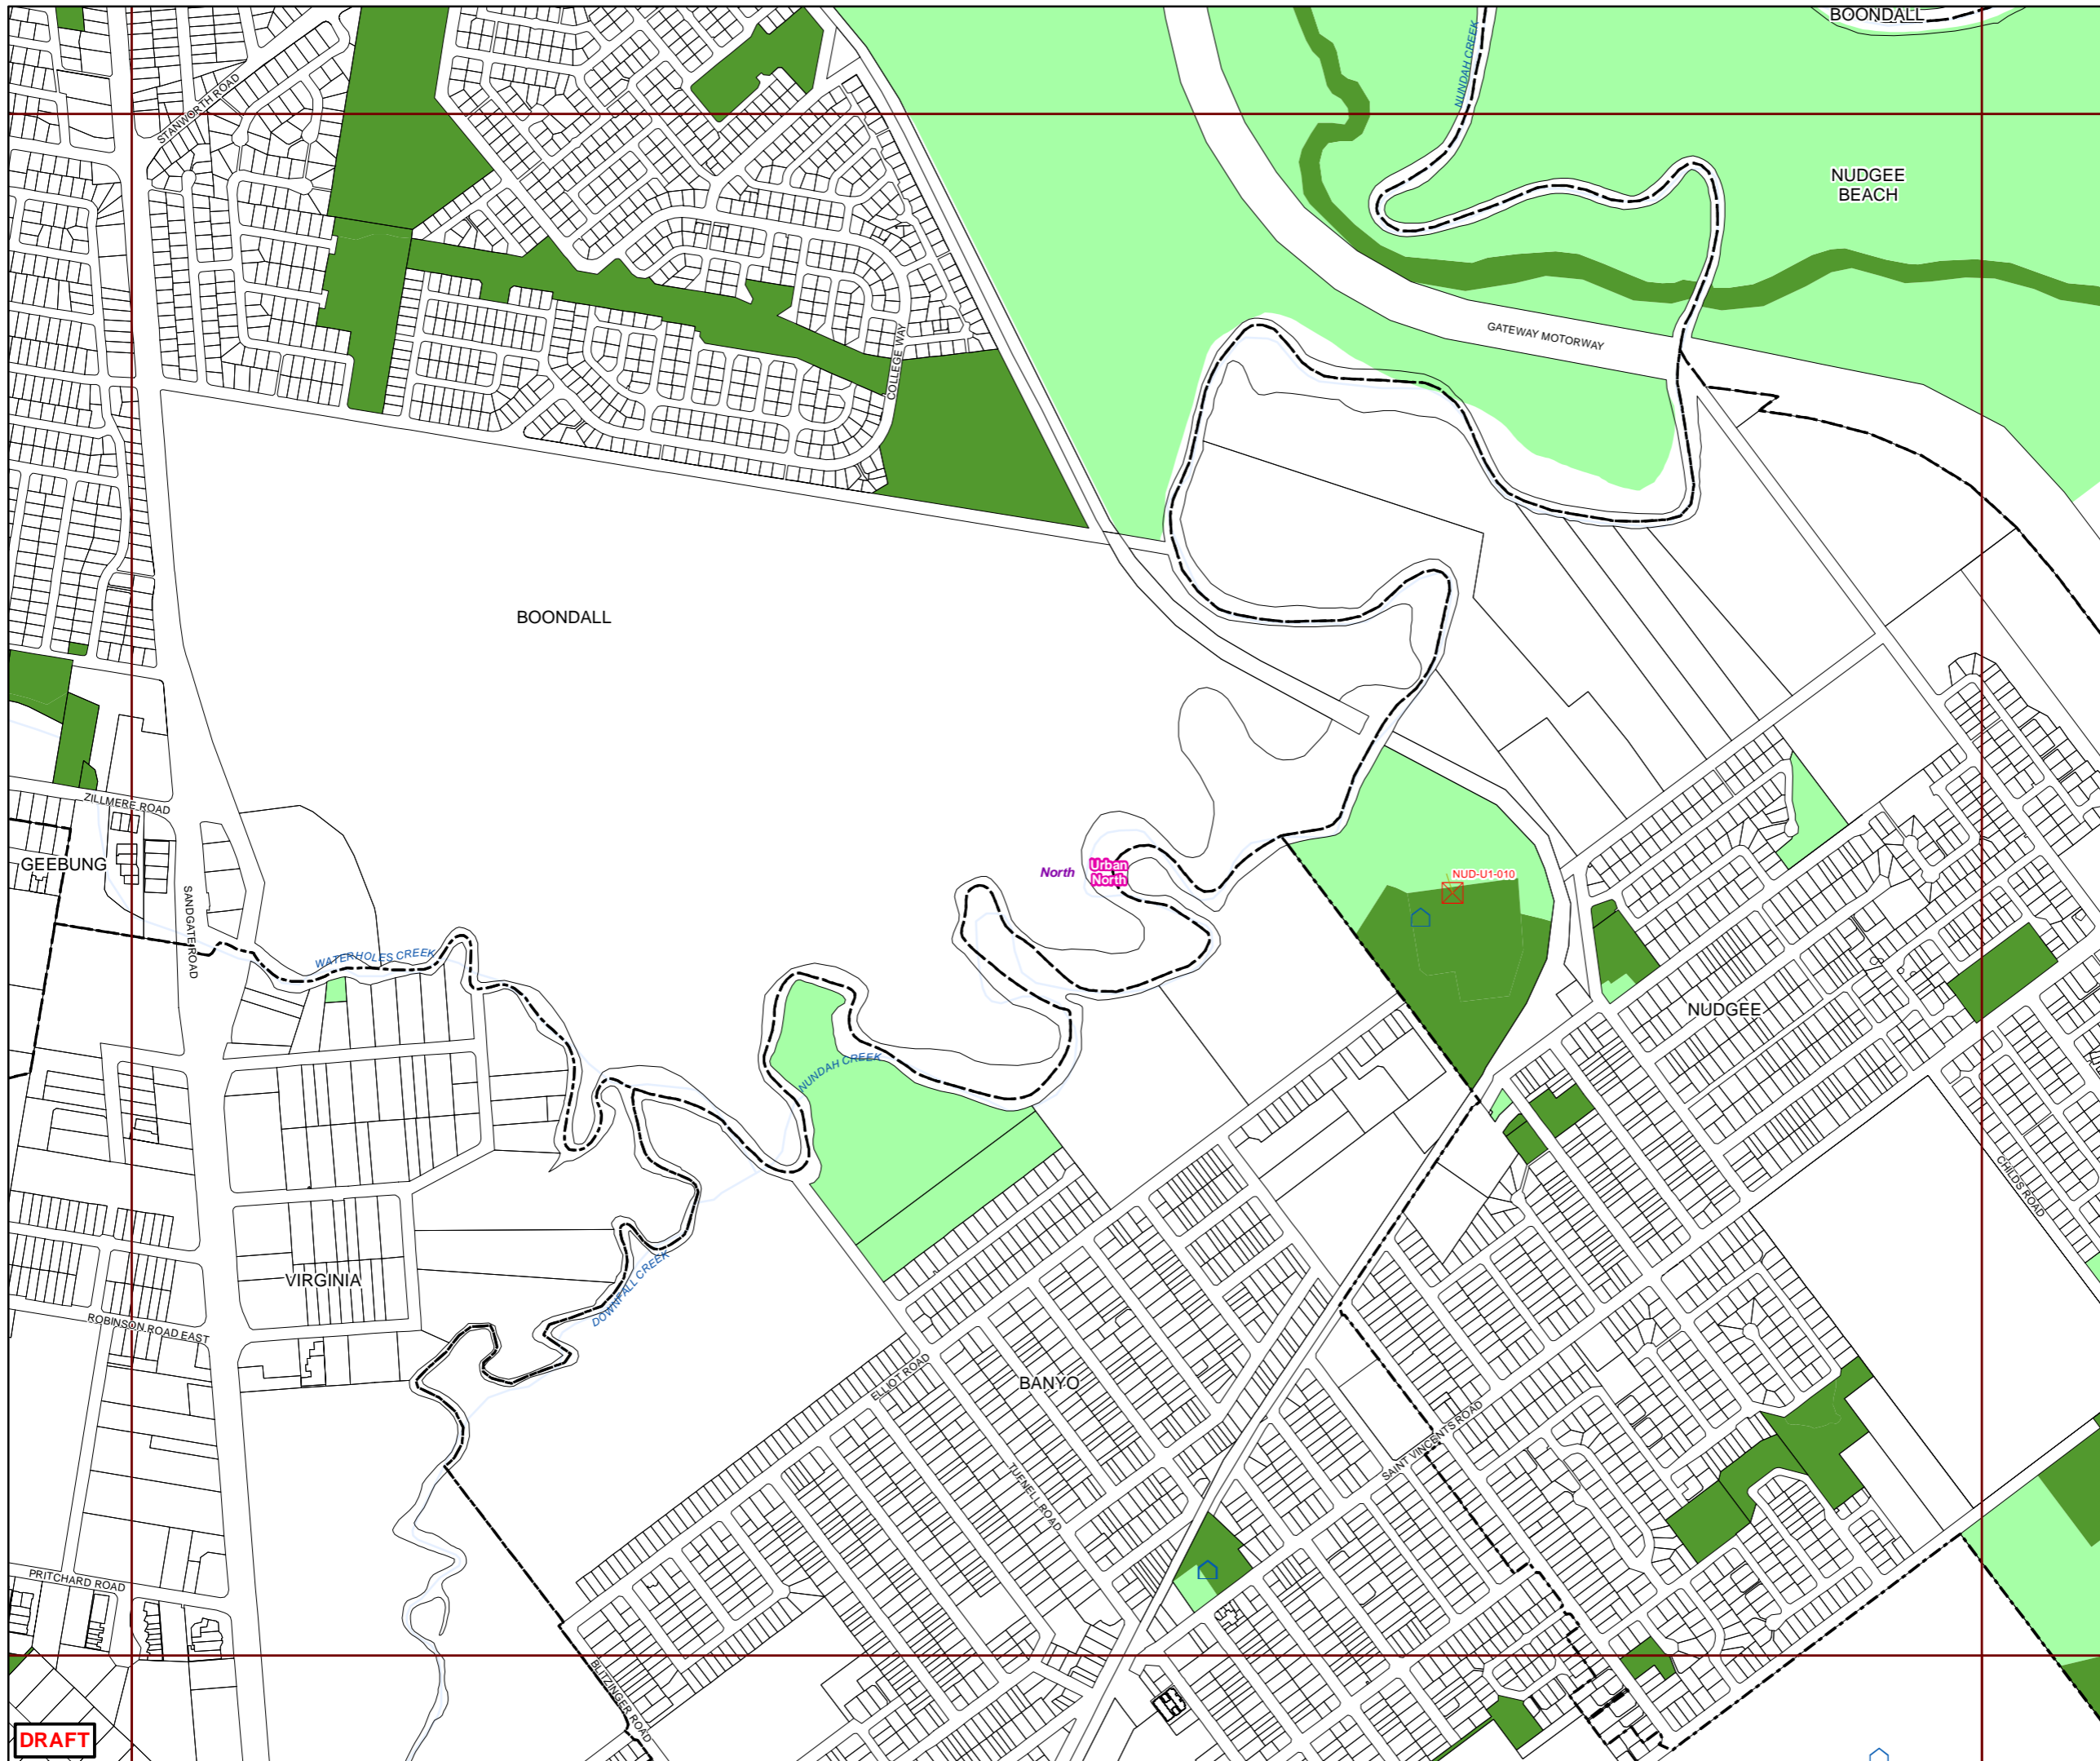 BOONDALL
NUNDAH CREEK
STANWORTH ROAD
NUDGEE
BEACH
GATEWAY MOTORWAY
COLLEGE WAY
BOONDALL
ZILLMERE ROAD
GEEBUNG
North
Urban
North
NUD-U1-010
SANDGATE ROAD
WATERHOLES CREEK
NUDGEE
NUNDAH CREEK
CHILDS ROAD
VIRGINIA
DOWNFALL CREEK
ROBINSON ROAD EAST
ELLIOT ROAD
BANYO
SAINT VINCENTS ROAD
TUFNELL ROAD
PRITCHARD ROAD
BLITZINGER ROAD
DRAFT